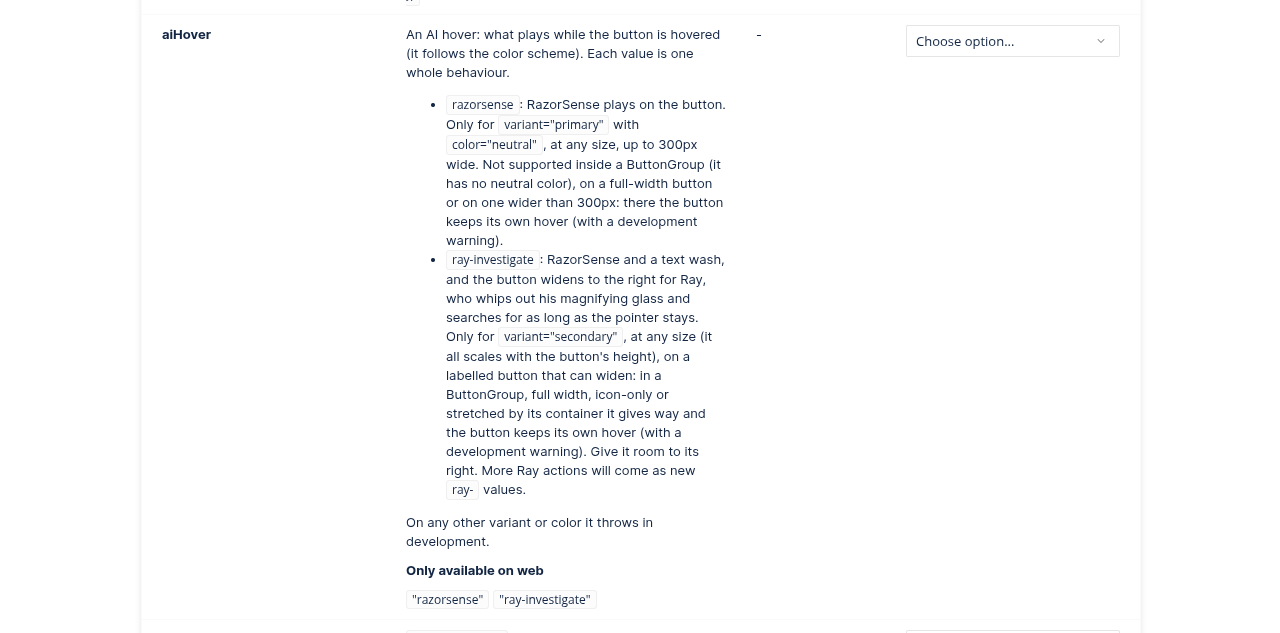 aiHover
An AI hover: what plays while the button is hovered
(it follows the color scheme). Each value is one
whole behaviour.
-
Choose option...
razorsense : RazorSense plays on the button.
Only for variant="primary" with
color="neutral" , at any size, up to 300px
wide. Not supported inside a ButtonGroup (it
has no neutral color), on a full-width button
or on one wider than 300px: there the button
keeps its own hover (with a development
warning).
ray-investigate : RazorSense and a text wash,
and the button widens to the right for Ray,
who whips out his magnifying glass and
searches for as long as the pointer stays.
Only for variant="secondary" , at any size (it
all scales with the button's height), on a
labelled button that can widen: in a
ButtonGroup, full width, icon-only or
stretched by its container it gives way and
the button keeps its own hover (with a
development warning). Give it room to its
right. More Ray actions will come as new
ray- values.
On any other variant or color it throws in
development.
Only available on web
"razorsense" "ray-investigate"